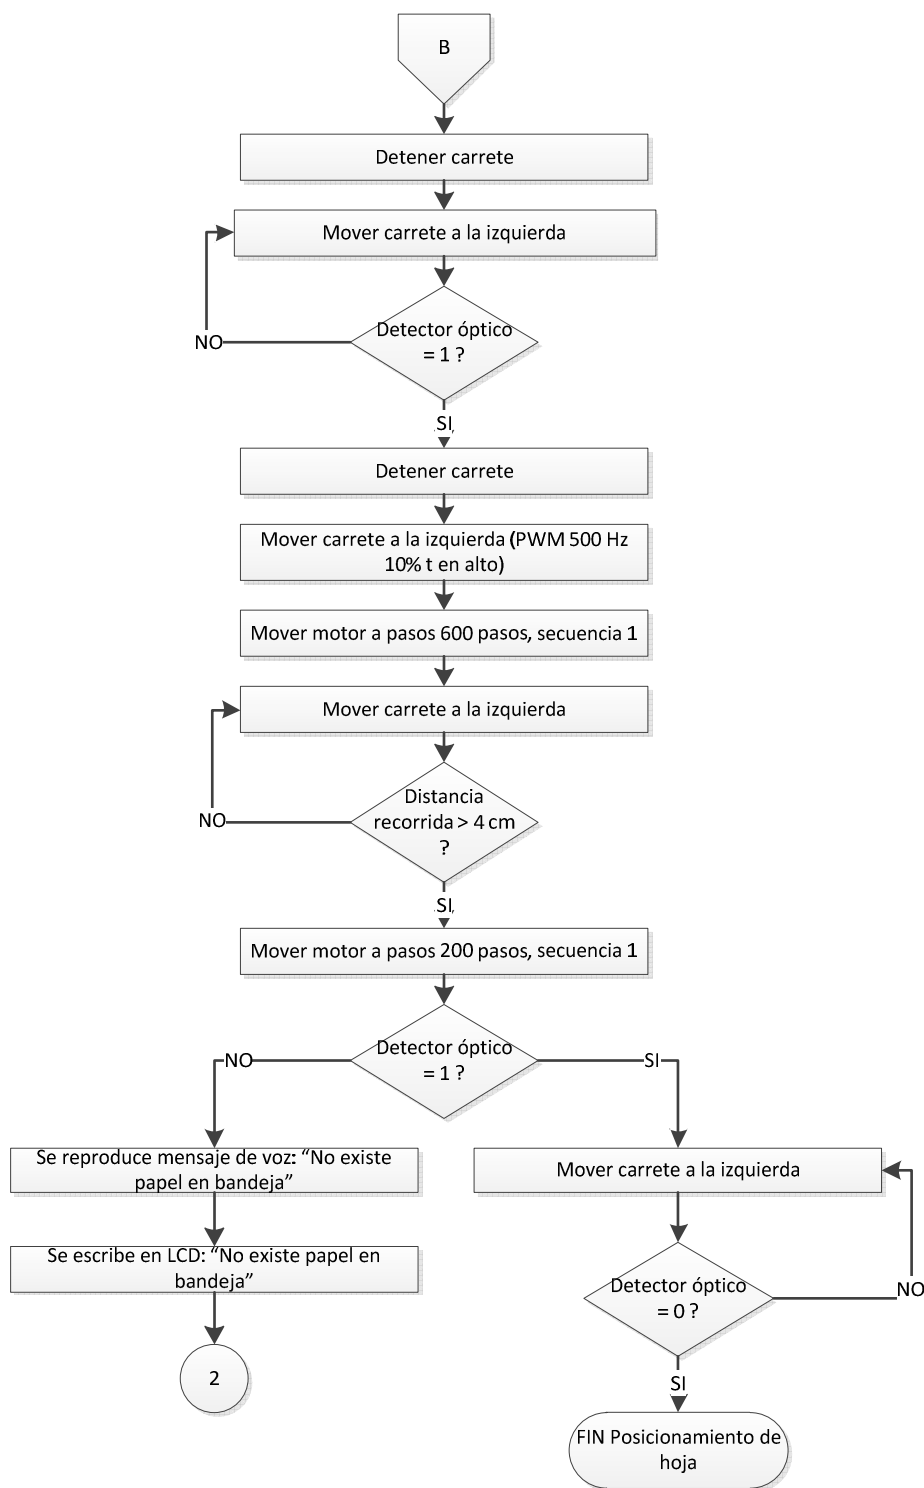 B
Detener carrete
Mover carrete a la izquierda
Detector óptico
= 1 ?
NO
SI
Detener carrete
Mover carrete a la izquierda (PWM 500 Hz
10% t en alto)
Mover motor a pasos 600 pasos, secuencia 1
Mover carrete a la izquierda
Distancia
recorrida > 4 cm
?
NO
SI
Mover motor a pasos 200 pasos, secuencia 1
Detector óptico
= 1 ?
NO
SI
Se reproduce mensaje de voz: “No existe
papel en bandeja”
Se escribe en LCD: “No existe papel en
bandeja”
2
Mover carrete a la izquierda
Detector óptico
= 0 ?
NO
SI
FIN Posicionamiento de
hoja